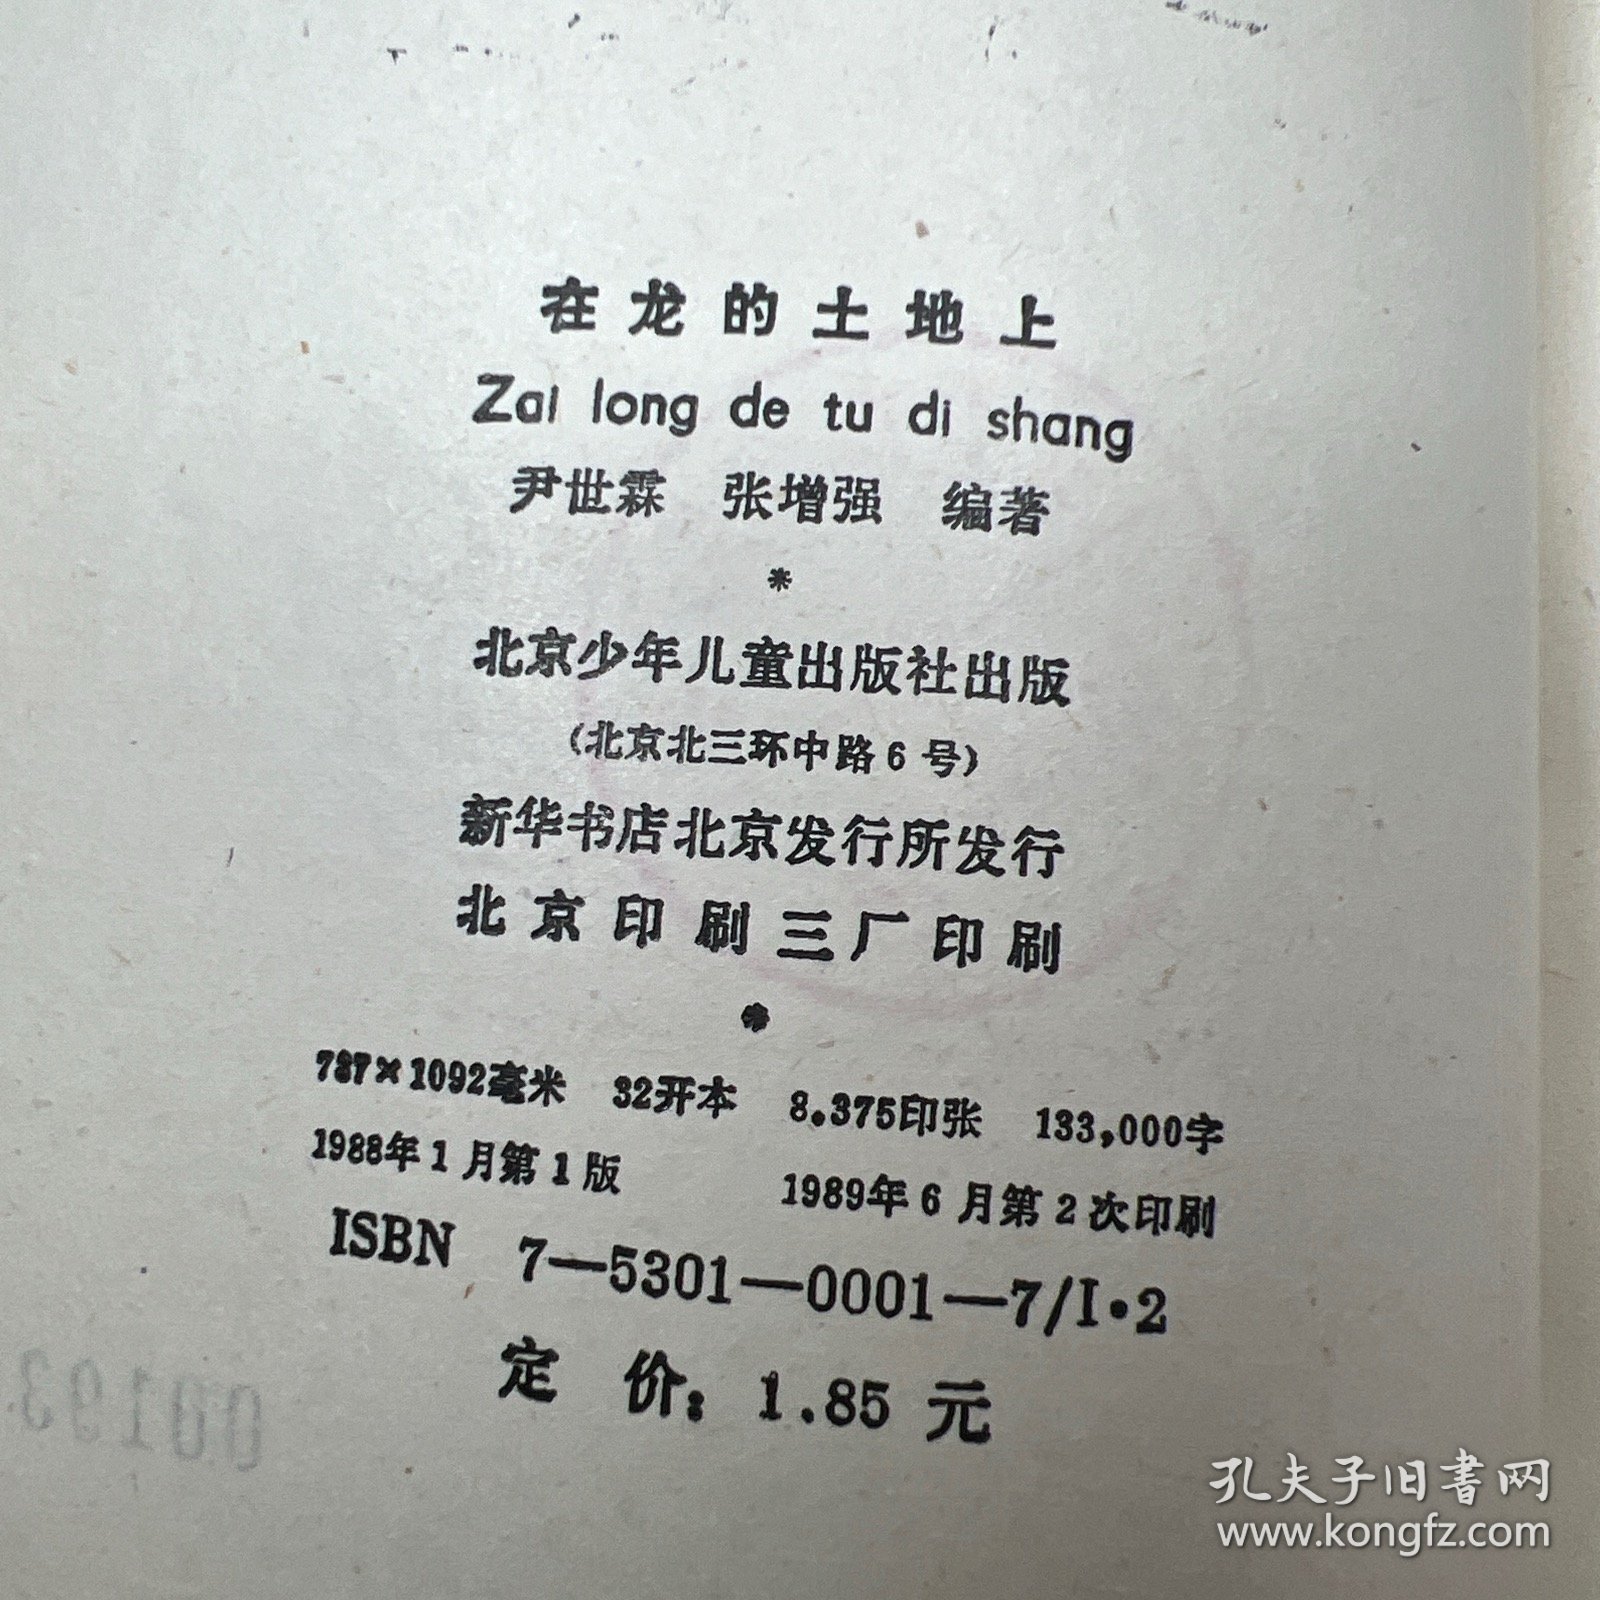 在龙的土地上
Zai long de tu di shang
尹世霖 张增强 编著
*
北京少年儿童出版社出版
（北京北三环中路6号）
新华书店北京发行所发行
北京印刷三厂印刷
*
787×1092毫米 32开本 8.375印张 133,000字
1988年1月第1版 1989年6月第2次印刷
ISBN 7—5301—0001—7/I·2
定 价：1.85 元
00193
孔夫子旧書网
www.kongfz.com